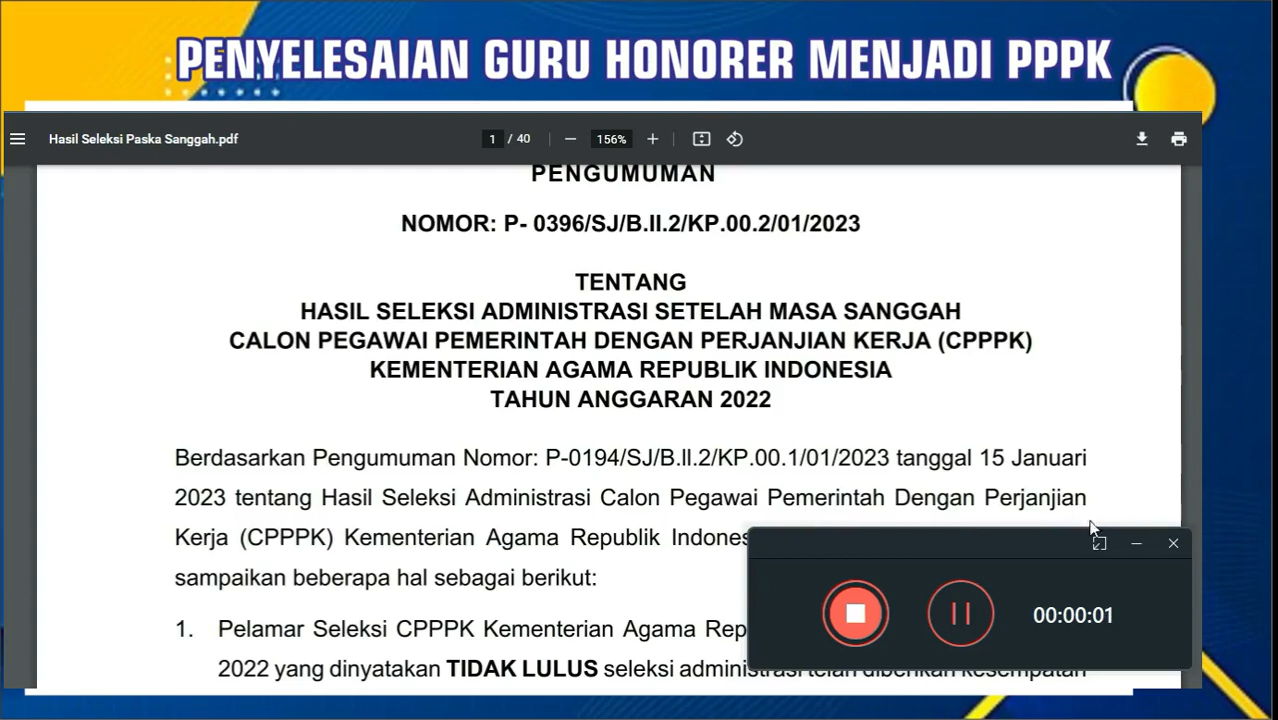 PENYELESAIAN GURU HONORER MENJADI PPPK
Hasil Seleksi Paska Sanggah.pdf
1 / 40
156%
PENGUMUMAN
NOMOR: P- 0396/SJ/B.II.2/KP.00.2/01/2023
TENTANG
HASIL SELEKSI ADMINISTRASI SETELAH MASA SANGGAH
CALON PEGAWAI PEMERINTAH DENGAN PERJANJIAN KERJA (CPPPK)
KEMENTERIAN AGAMA REPUBLIK INDONESIA
TAHUN ANGGARAN 2022
Berdasarkan Pengumuman Nomor: P-0194/SJ/B.II.2/KP.00.1/01/2023 tanggal 15 Januari
2023 tentang Hasil Seleksi Administrasi Calon Pegawai Pemerintah Dengan Perjanjian
Kerja (CPPPK) Kementerian Agama Republik Indones
sampaikan beberapa hal sebagai berikut:
1. Pelamar Seleksi CPPPK Kementerian Agama Rep
2022 yang dinyatakan TIDAK LULUS seleksi administrasi telah diberikan kesempatan
00:00:01